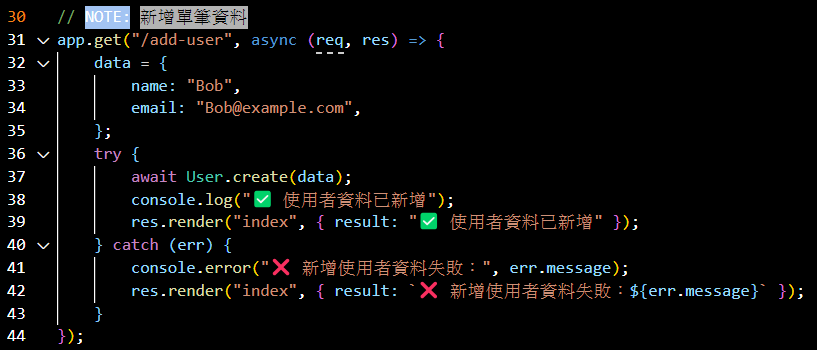 30 // NOTE: 新增單筆資料
31 app.get("/add-user", async (req, res) => {
32 data = {
33 name: "Bob",
34 email: "Bob@example.com",
35 };
36 try {
37 await User.create(data);
38 console.log("✅ 使用者資料已新增");
39 res.render("index", { result: "✅ 使用者資料已新增" });
40 } catch (err) {
41 console.error("❌ 新增使用者資料失敗：", err.message);
42 res.render("index", { result: `❌ 新增使用者資料失敗：${err.message}` });
43 }
44 });